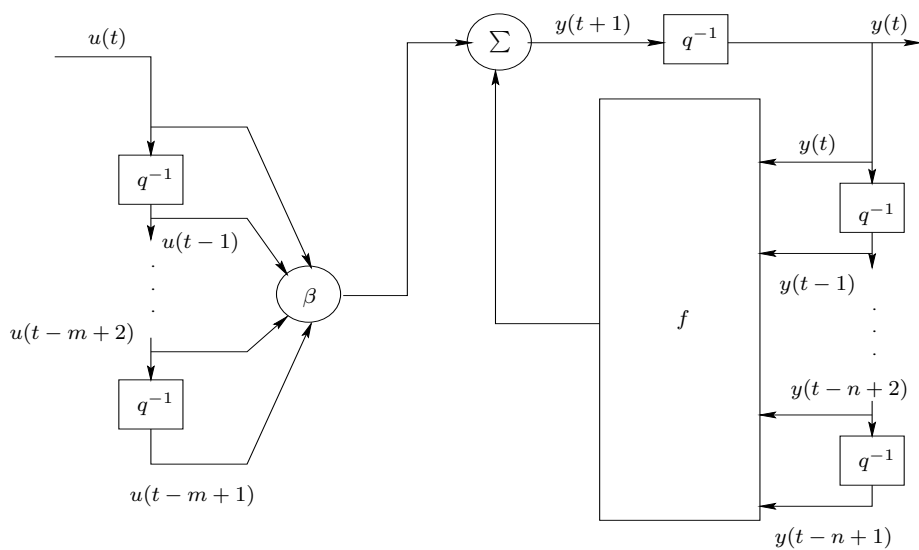 u(t)
q⁻¹
u(t − 1)
u(t − m + 2)
q⁻¹
u(t − m + 1)
β
Σ
y(t + 1)
q⁻¹
y(t)
f
y(t)
q⁻¹
y(t − 1)
y(t − n + 2)
q⁻¹
y(t − n + 1)